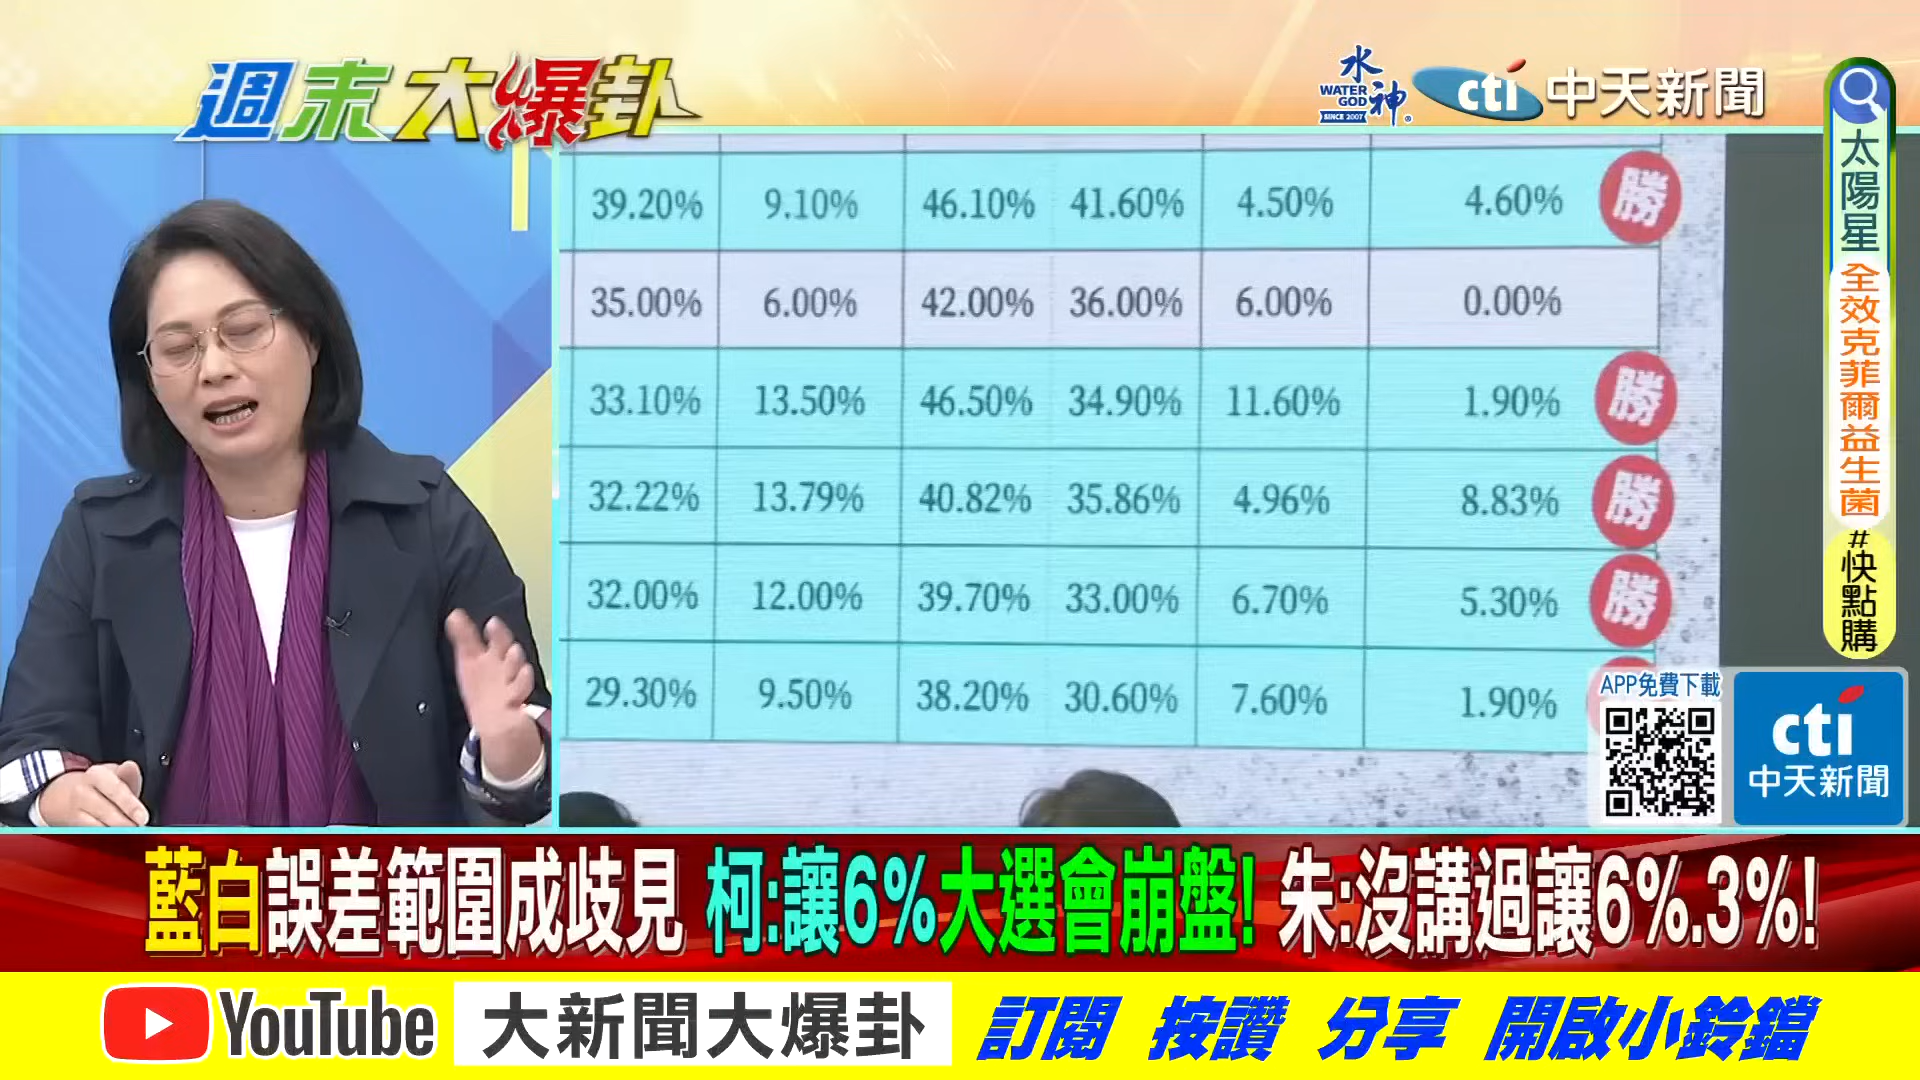 週末大爆卦
水神
WATER GOD
SINCE 2007
cti 中天新聞
太陽星
全效克菲爾益生菌
#快點購
39.20% 9.10% 46.10% 41.60% 4.50% 4.60% 勝
35.00% 6.00% 42.00% 36.00% 6.00% 0.00%
33.10% 13.50% 46.50% 34.90% 11.60% 1.90% 勝
32.22% 13.79% 40.82% 35.86% 4.96% 8.83% 勝
32.00% 12.00% 39.70% 33.00% 6.70% 5.30% 勝
29.30% 9.50% 38.20% 30.60% 7.60% 1.90%
APP免費下載
cti
中天新聞
藍白誤差範圍成歧見 柯:讓6%大選會崩盤! 朱:沒講過讓6%.3%!
YouTube 大新聞大爆卦 訂閱 按讚 分享 開啟小鈴鐺